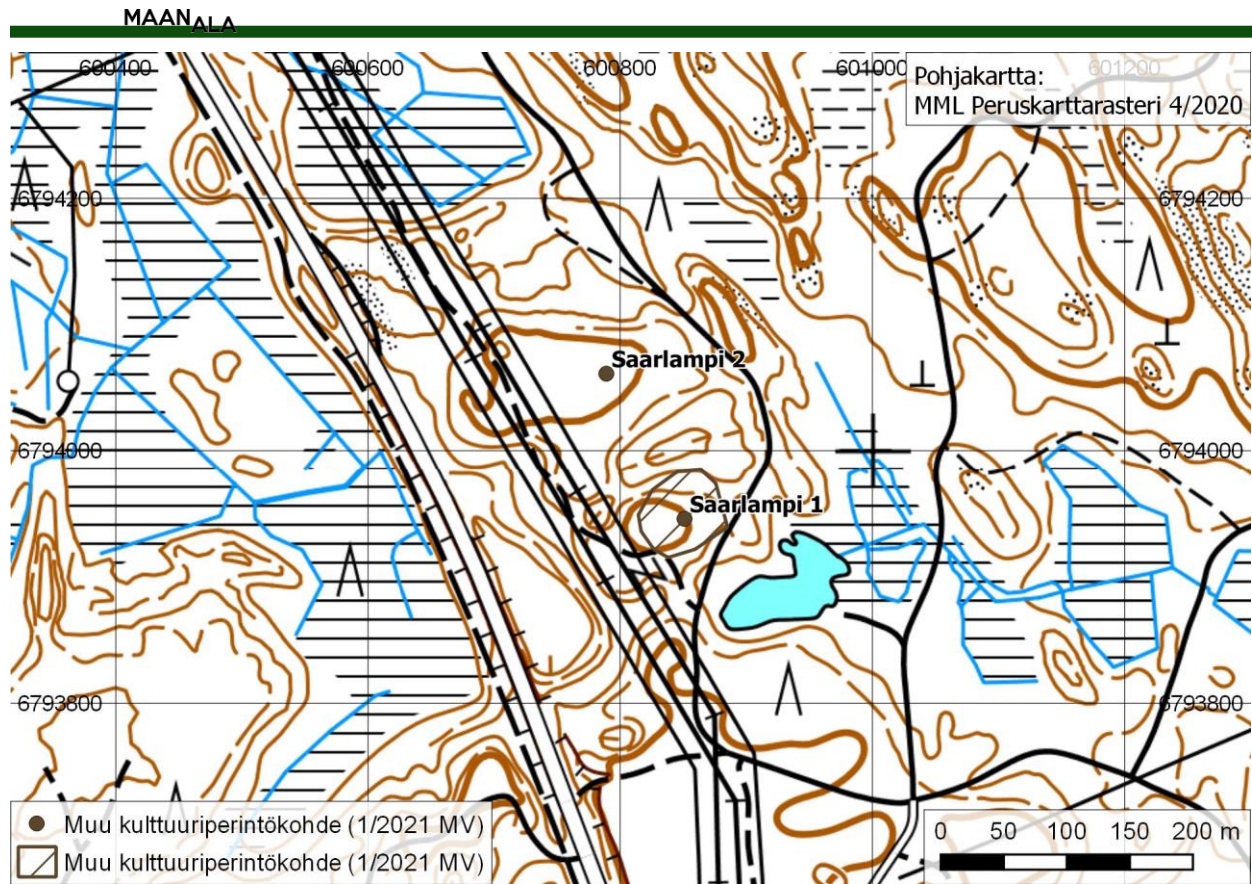 MAANALA
600400 600600 600800 601000 601200
Pohjakartta:
MML Peruskarttarasteri 4/2020
6794200 6794200
Saarlampi 2
6794000 6794000
Saarlampi 1
6793800 6793800
Muu kulttuuriperintökohde (1/2021 MV)
Muu kulttuuriperintökohde (1/2021 MV)
0 50 100 150 200 m